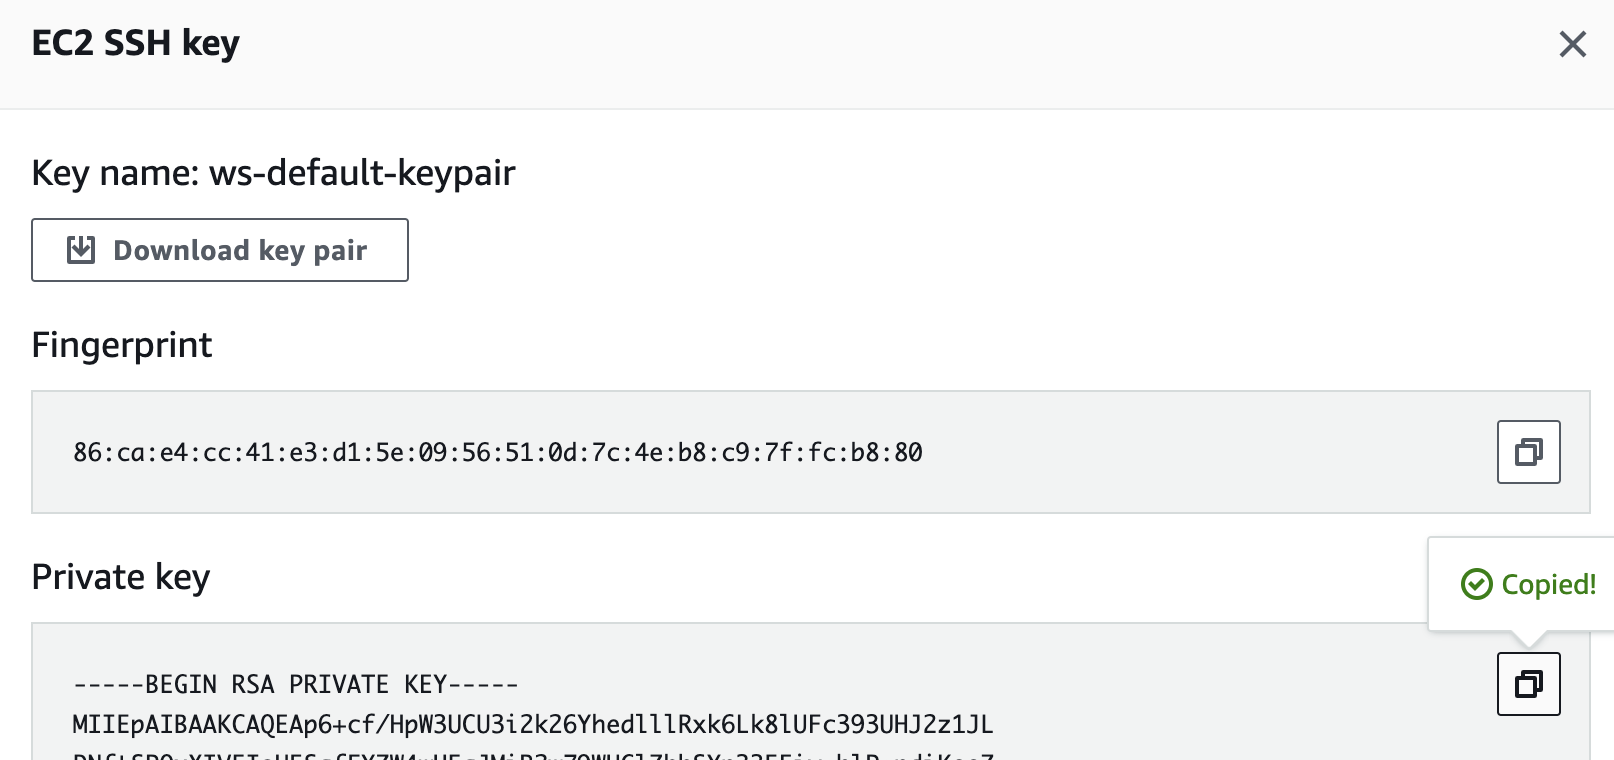 EC2 SSH key
Key name: ws-default-keypair
Download key pair
Fingerprint
86:ca:e4:cc:41:e3:d1:5e:09:56:51:0d:7c:4e:b8:c9:7f:fc:b8:80
Private key
Copied!
-----BEGIN RSA PRIVATE KEY-----
MIIEpAIBAAKCAQEAp6+cf/HpW3UCU3i2k26YhedlllRxk6Lk8lUFc393UHJ2z1JL